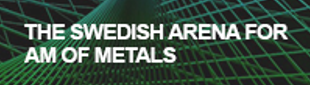 THE SWEDISH ARENA FOR
AM OF METALS